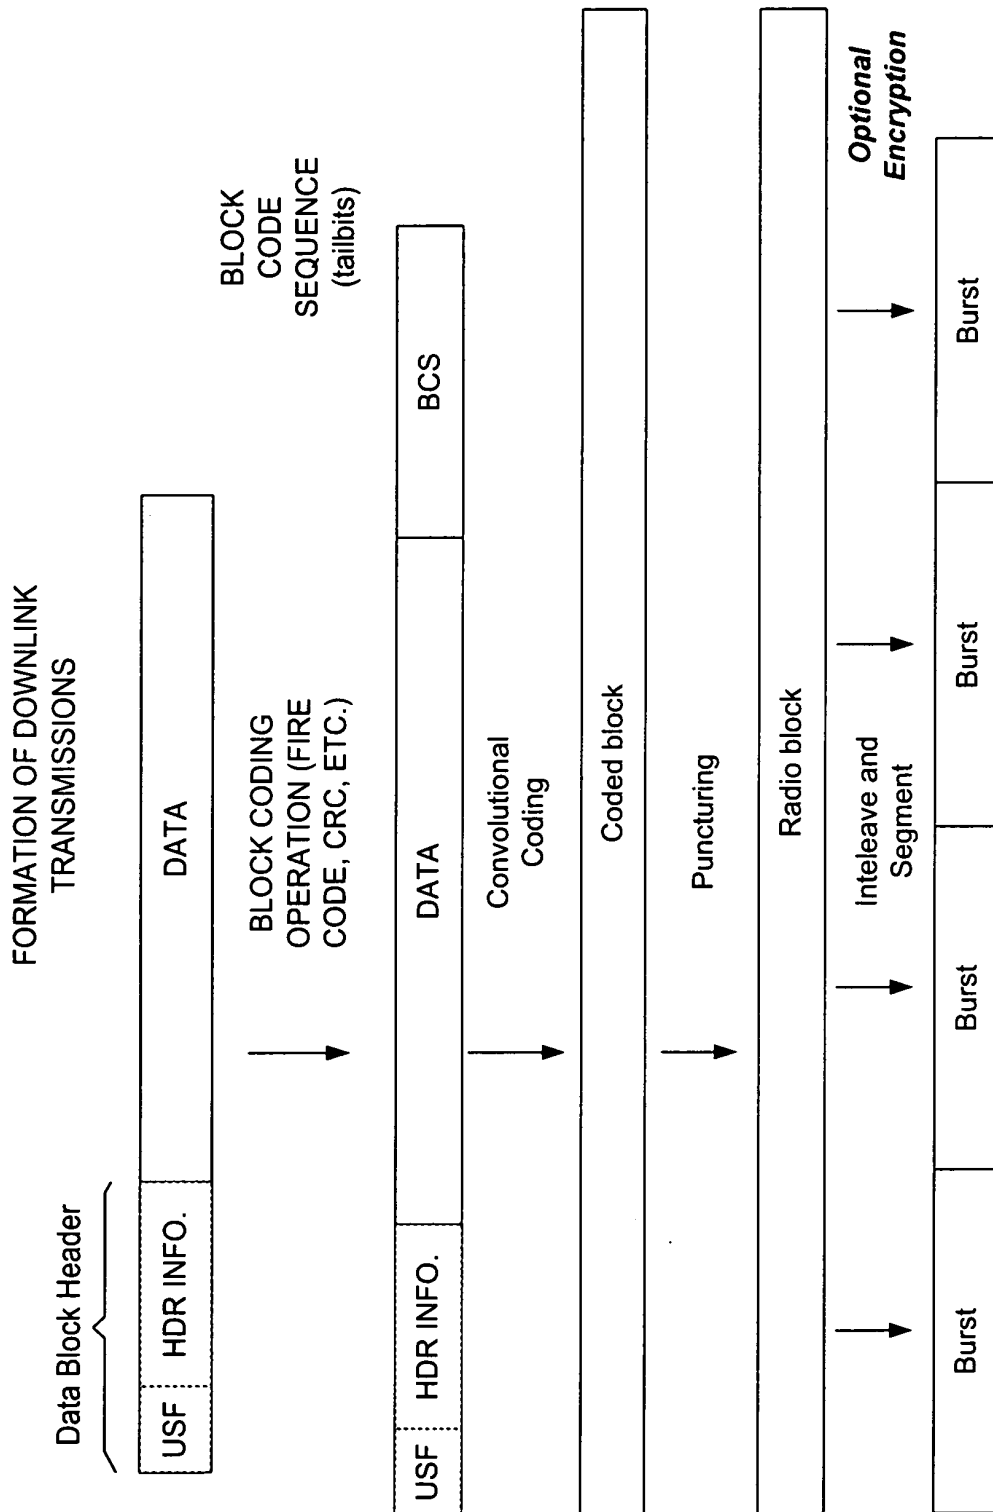 FORMATION OF DOWNLINK
TRANSMISSIONS
Data Block Header
USF
HDR INFO.
DATA
BLOCK CODING
OPERATION (FIRE
CODE, CRC, ETC.)
BLOCK
CODE
SEQUENCE
(tailbits)
USF
HDR INFO.
DATA
BCS
Convolutional
Coding
Coded block
Puncturing
Radio block
Inteleave and
Segment
Optional
Encryption
Burst
Burst
Burst
Burst